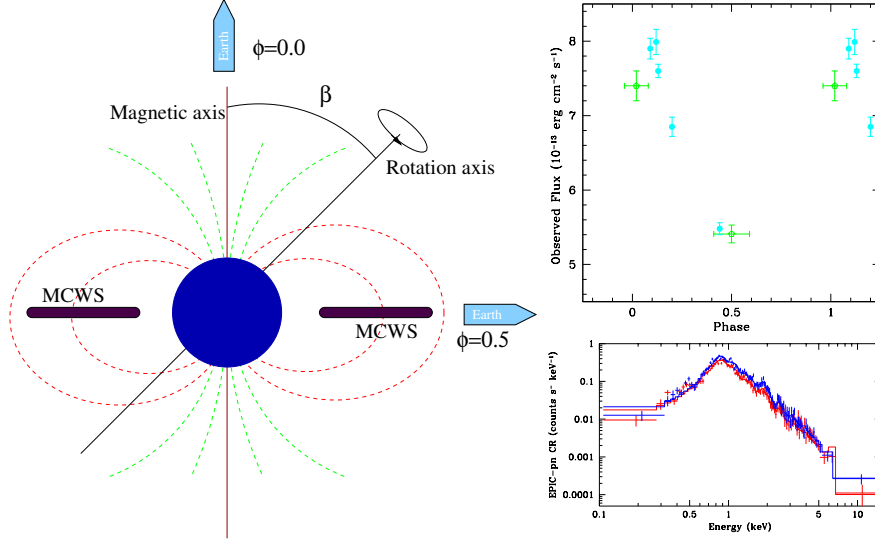 Earth
ϕ=0.0
Magnetic axis
β
Rotation axis
MCWS
MCWS
Earth
ϕ=0.5
Observed Flux (10⁻¹³ erg cm⁻² s⁻¹)
8
7
6
5
0
0.5
1
Phase
EPIC-pn CR (counts s⁻ keV⁻¹)
1
0.1
0.01
0.001
0.0001
0.1
0.5
1
5
10
Energy (keV)